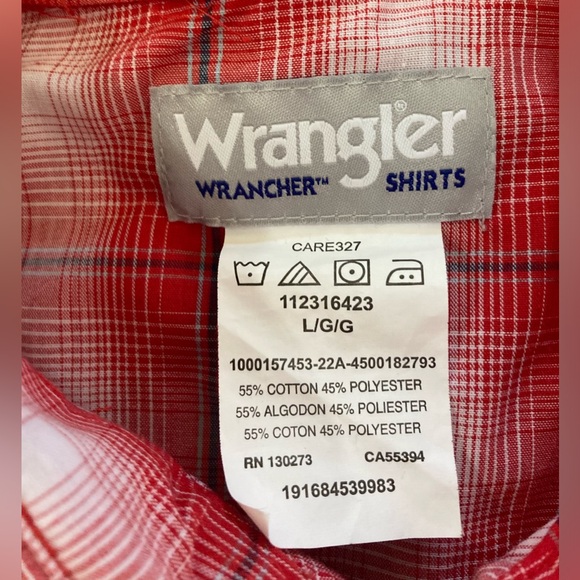 Wrangler®
WRANCHER™ SHIRTS
CARE327
112316423
L/G/G
1000157453-22A-4500182793
55% COTTON 45% POLYESTER
55% ALGODON 45% POLIESTER
55% COTON 45% POLYESTER
RN 130273 CA55394
191684539983